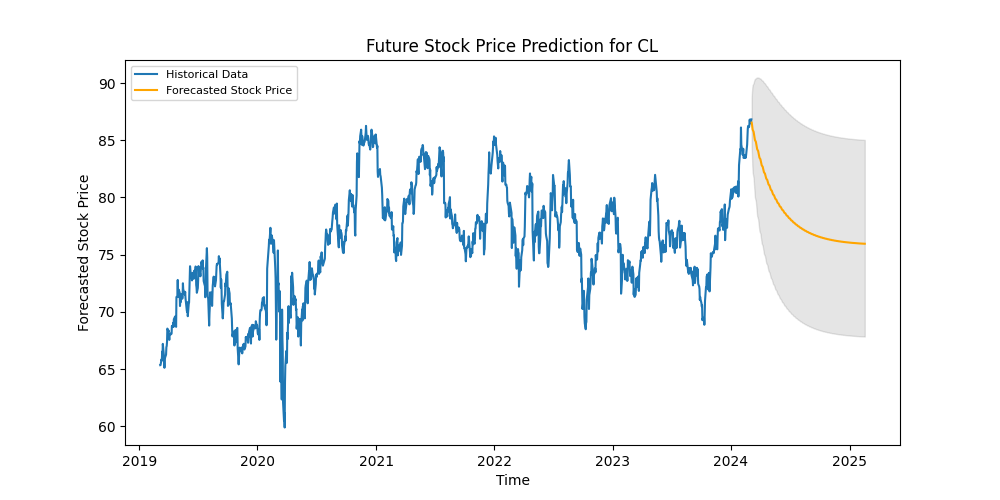 Future Stock Price Prediction for CL
Historical Data
Forecasted Stock Price
Forecasted Stock Price
90
85
80
75
70
65
60
2019
2020
2021
2022
2023
2024
2025
Time